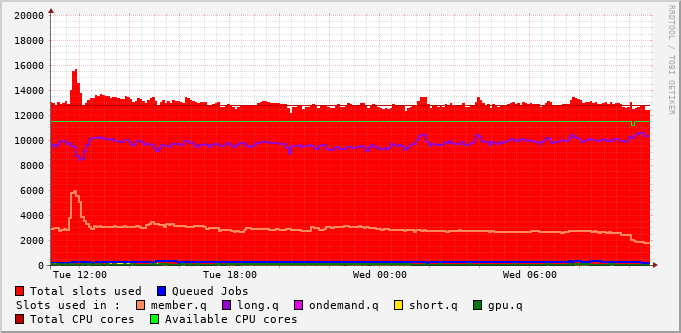 20000
18000
16000
14000
12000
10000
8000
6000
4000
2000
0
Tue 12:00 Tue 18:00 Wed 00:00 Wed 06:00
RRDTOOL / TOBI OETIKER
Total slots used Queued Jobs
Slots used in : member.q long.q ondemand.q short.q gpu.q
Total CPU cores Available CPU cores